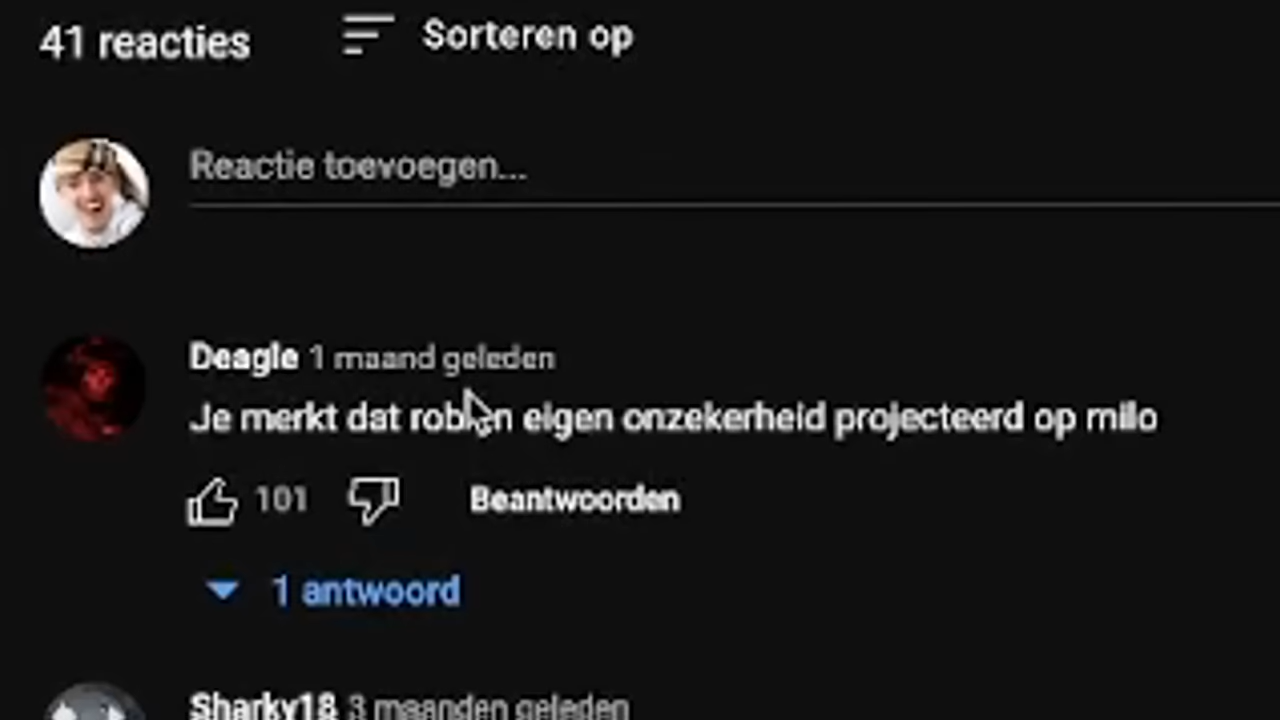 41 reacties
Sorteren op
Reactie toevoegen...
Deagle 1 maand geleden
Je merkt dat eigen onzekerheid projecteerd op milo
101
Beantwoorden
1 antwoord
Sharky18 3 maanden geleden